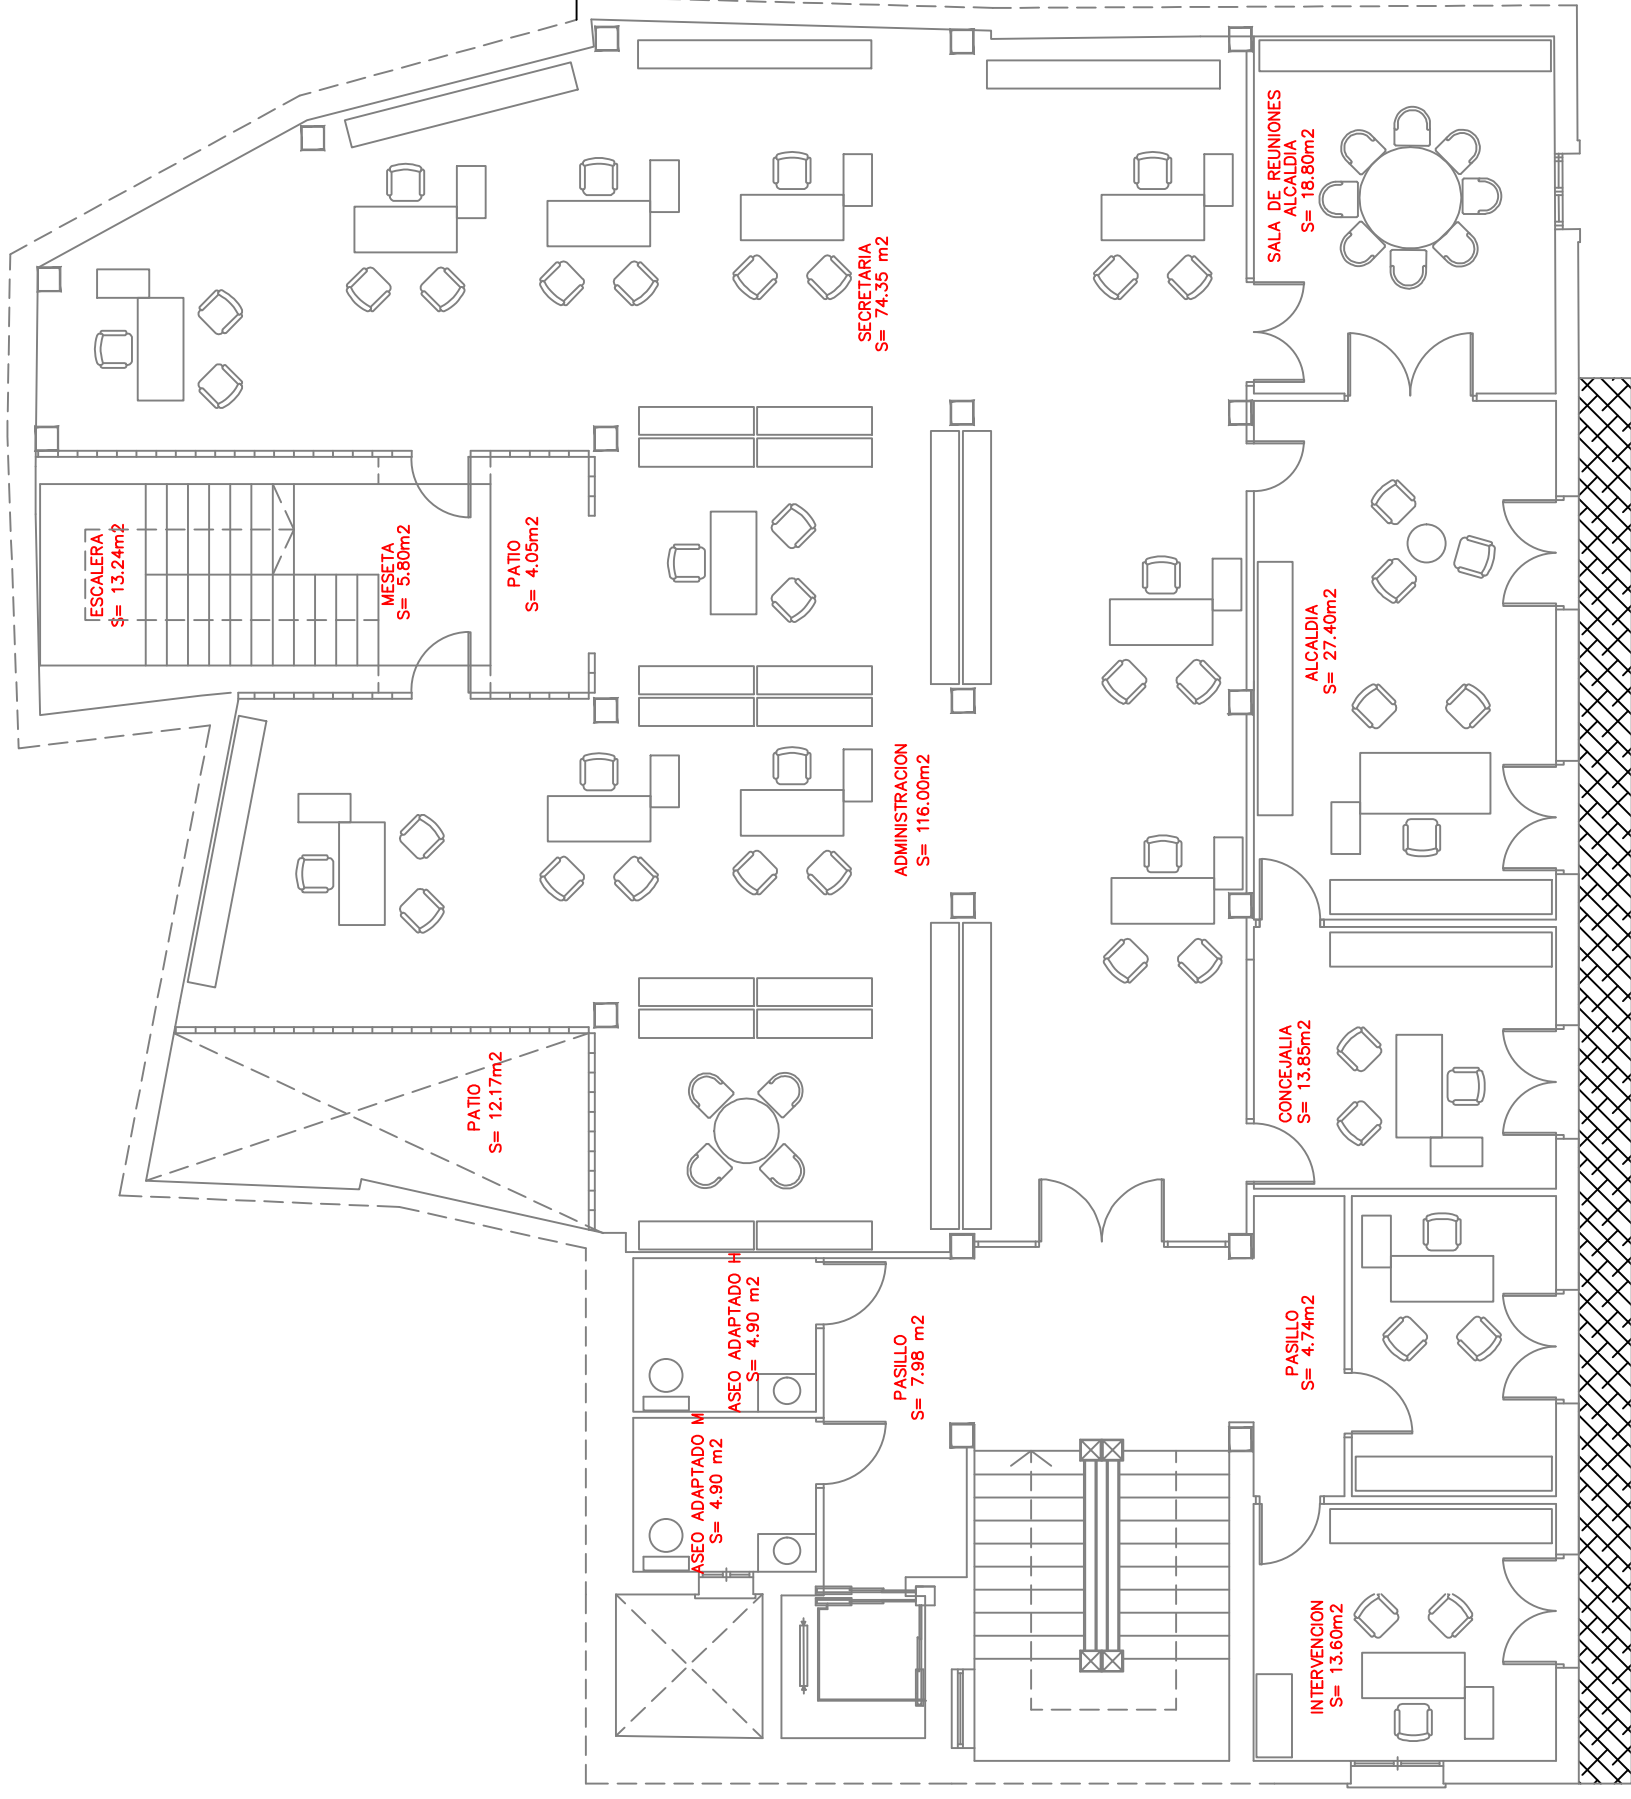 SALA DE REUNIONES
ALCALDIA
S= 18.80m2
SECRETARIA
S= 74.35 m2
ESCALERA
S= 13.24m2
MESETA
S= 5.80m2
PATIO
S= 4.05m2
ALCALDIA
S= 27.40m2
ADMINISTRACION
S= 116.00m2
PATIO
S= 12.17m2
CONCEJALIA
S= 13.85m2
ASEO ADAPTADO H
S= 4.90 m2
PASILLO
S= 7.98 m2
PASILLO
S= 4.74m2
ASEO ADAPTADO M
S= 4.90 m2
INTERVENCION
S= 13.60m2